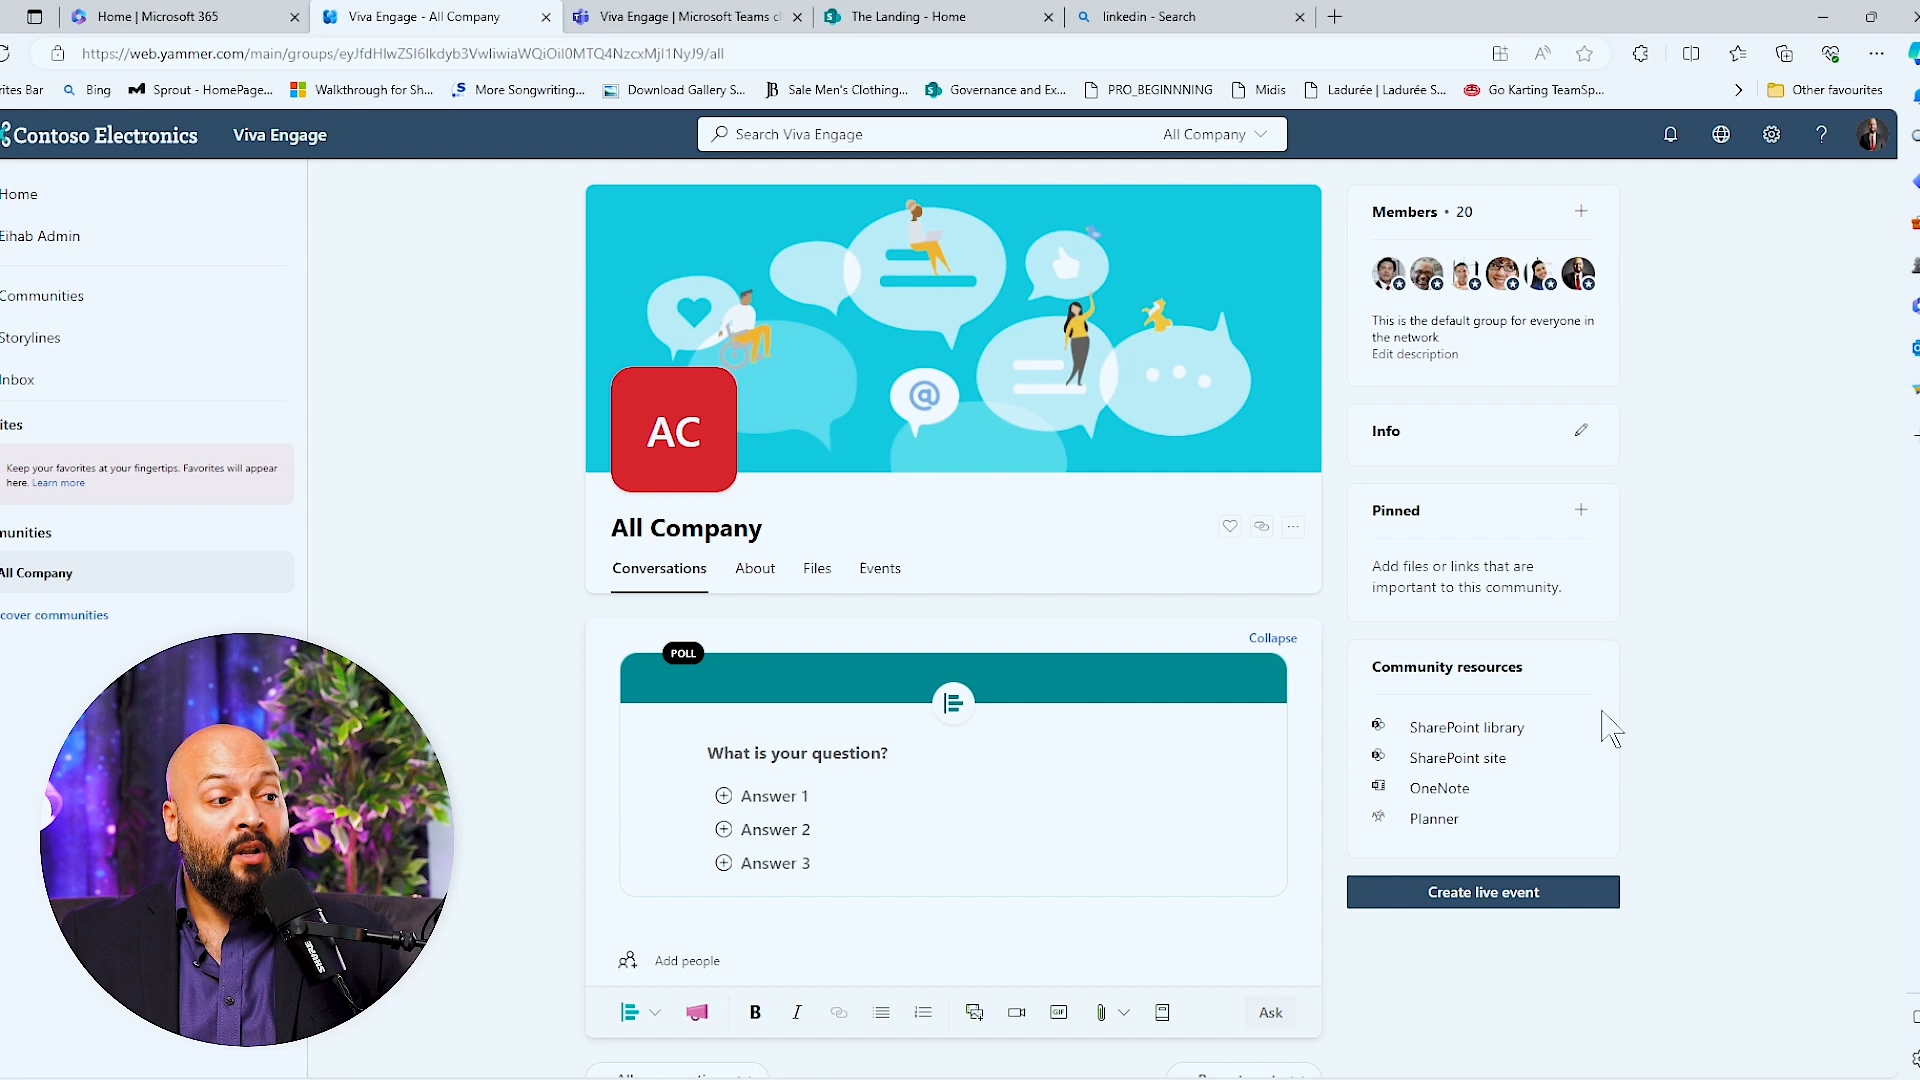 Home | Microsoft 365
Viva Engage - All Company
Viva Engage | Microsoft Teams c
The Landing - Home
linkedin - Search
https://web.yammer.com/main/groups/eyJfdHlwZSI6Ikdyb3VwIiwiaWQiOiI0MTQ4NzcxMjI1NyJ9/all
rites Bar
Bing
Sprout - HomePage...
Walkthrough for Sh...
More Songwriting...
Download Gallery S...
Sale Men's Clothing...
Governance and Ex...
PRO_BEGINNNING
Midis
Ladurée | Ladurée S...
Go Karting TeamSp...
Other favourites
Contoso Electronics
Viva Engage
Search Viva Engage
All Company
Home
Eihab Admin
Communities
Storylines
Inbox
ites
Keep your favorites at your fingertips. Favorites will appear
here. Learn more
munities
All Company
cover communities
@
AC
All Company
Conversations
About
Files
Events
Collapse
POLL
What is your question?
Answer 1
Answer 2
Answer 3
Add people
B
I
GIF
Ask
Members • 20
This is the default group for everyone in
the network
Edit description
Info
Pinned
Add files or links that are
important to this community.
Community resources
SharePoint library
SharePoint site
OneNote
Planner
Create live event
SHURE